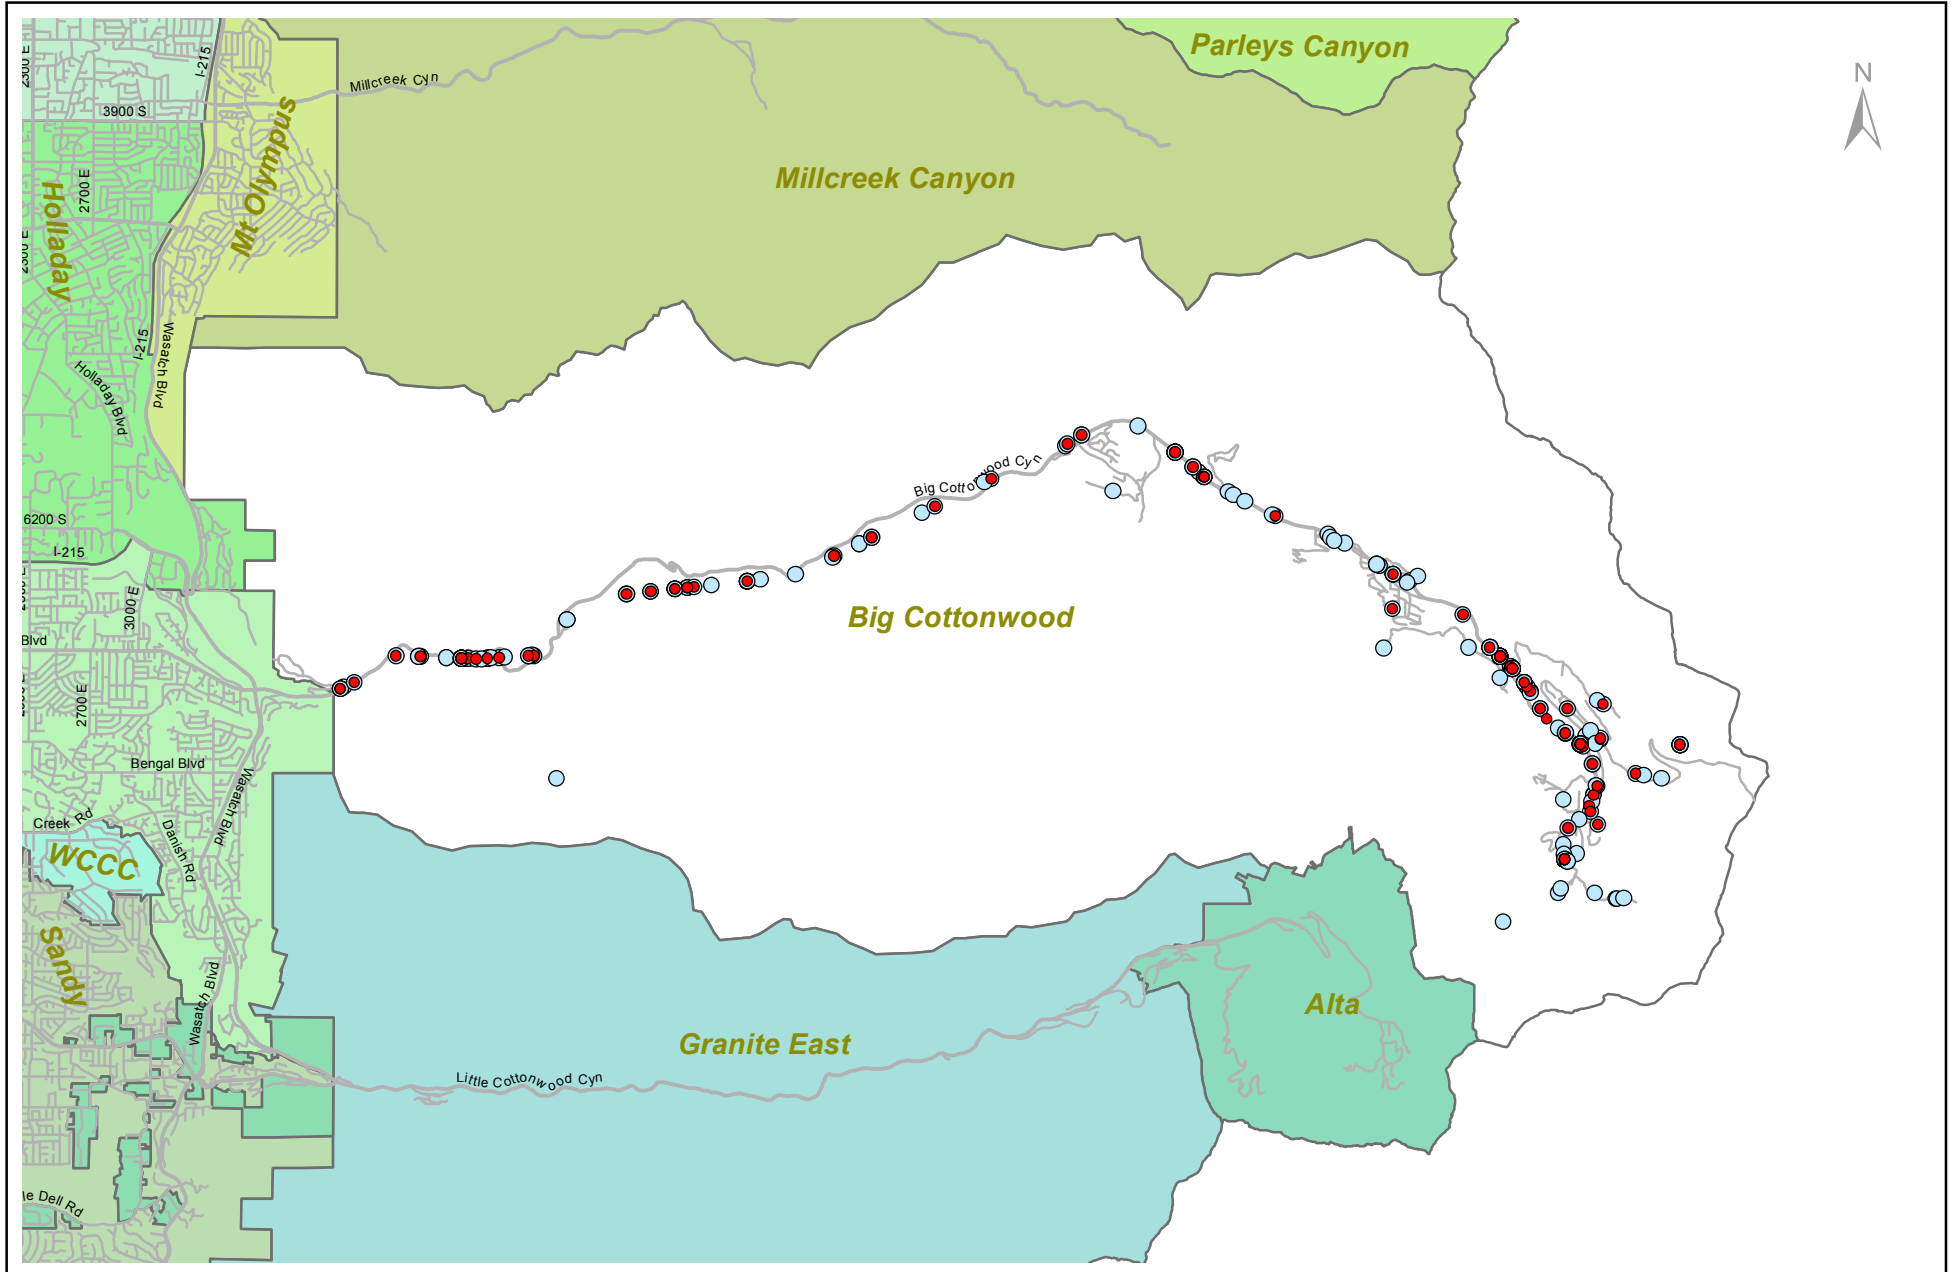 Parleys Canyon
N
2300 E
I-215
Millcreek Cyn
3900 S
Mt Olympus
Millcreek Canyon
2700 E
Holladay
2300 E
I-215
Wasatch Blvd
Holladay Blvd
Big Cottonwood Cyn
6200 S
I-215
3000 E
Big Cottonwood
Blvd
2700 E
Bengal Blvd
Wasatch Blvd
Creek Rd
Danish Rd
WCCC
Sandy
Wasatch Blvd
Alta
Granite East
Little Cottonwood Cyn
le Dell Rd